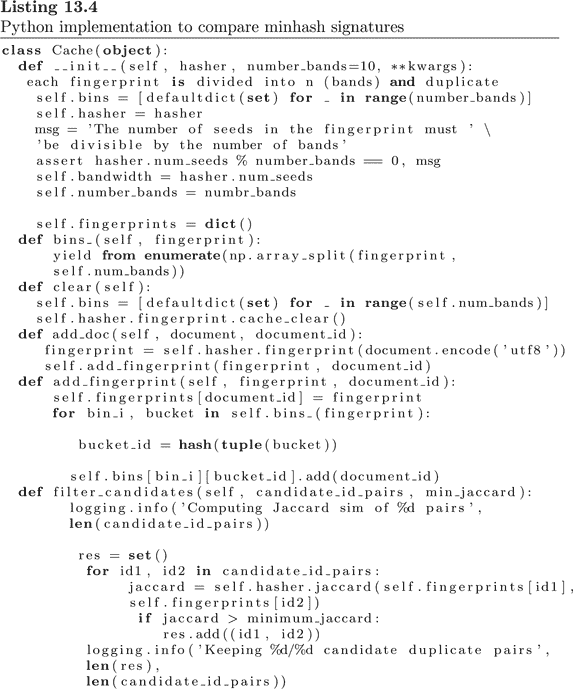 Listing 13.4
Python implementation to compare minhash signatures
class Cache(object):
def __init__(self, hasher, number_bands=10, **kwargs):
each fingerprint is divided into n (bands) and duplicate
self.bins = [defaultdict(set) for _ in range(number_bands)]
self.hasher = hasher
msg = 'The number of seeds in the fingerprint must ' \
'be divisible by the number of bands'
assert hasher.num_seeds % number_bands == 0, msg
self.bandwidth = hasher.num_seeds
self.number_bands = numbr_bands
self.fingerprints = dict()
def bins_(self, fingerprint):
yield from enumerate(np.array_split(fingerprint,
self.num_bands))
def clear(self):
self.bins = [defaultdict(set) for _ in range(self.num_bands)]
self.hasher.fingerprint.cache_clear()
def add_doc(self, document, document_id):
fingerprint = self.hasher.fingerprint(document.encode('utf8'))
self.add_fingerprint(fingerprint, document_id)
def add_fingerprint(self, fingerprint, document_id):
self.fingerprints[document_id] = fingerprint
for bin_i, bucket in self.bins_(fingerprint):
bucket_id = hash(tuple(bucket))
self.bins[bin_i][bucket_id].add(document_id)
def filter_candidates(self, candidate_id_pairs, min_jaccard):
logging.info('Computing Jaccard sim of %d pairs',
len(candidate_id_pairs))
res = set()
for id1, id2 in candidate_id_pairs:
jaccard = self.hasher.jaccard(self.fingerprints[id1],
self.fingerprints[id2])
if jaccard > minimum_jaccard:
res.add((id1, id2))
logging.info('Keeping %d/%d candidate duplicate pairs',
len(res),
len(candidate_id_pairs))